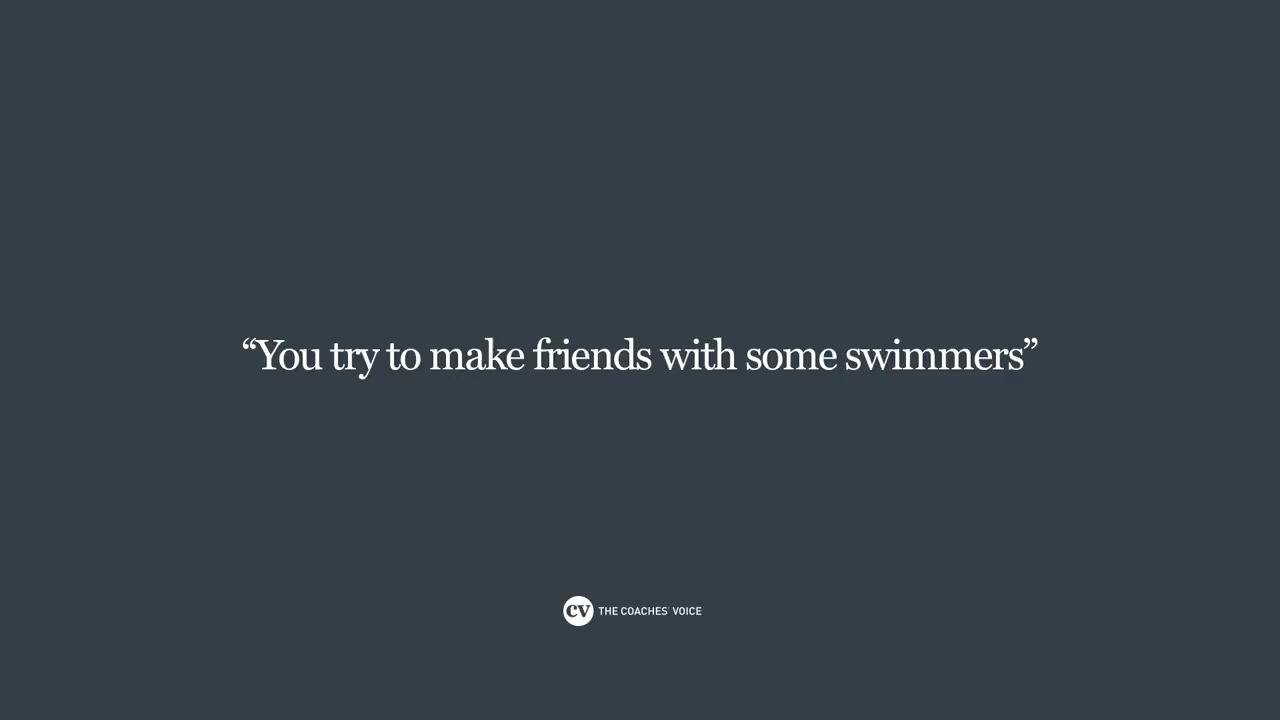 “You try to make friends with some swimmers”
CV THE COACHES' VOICE